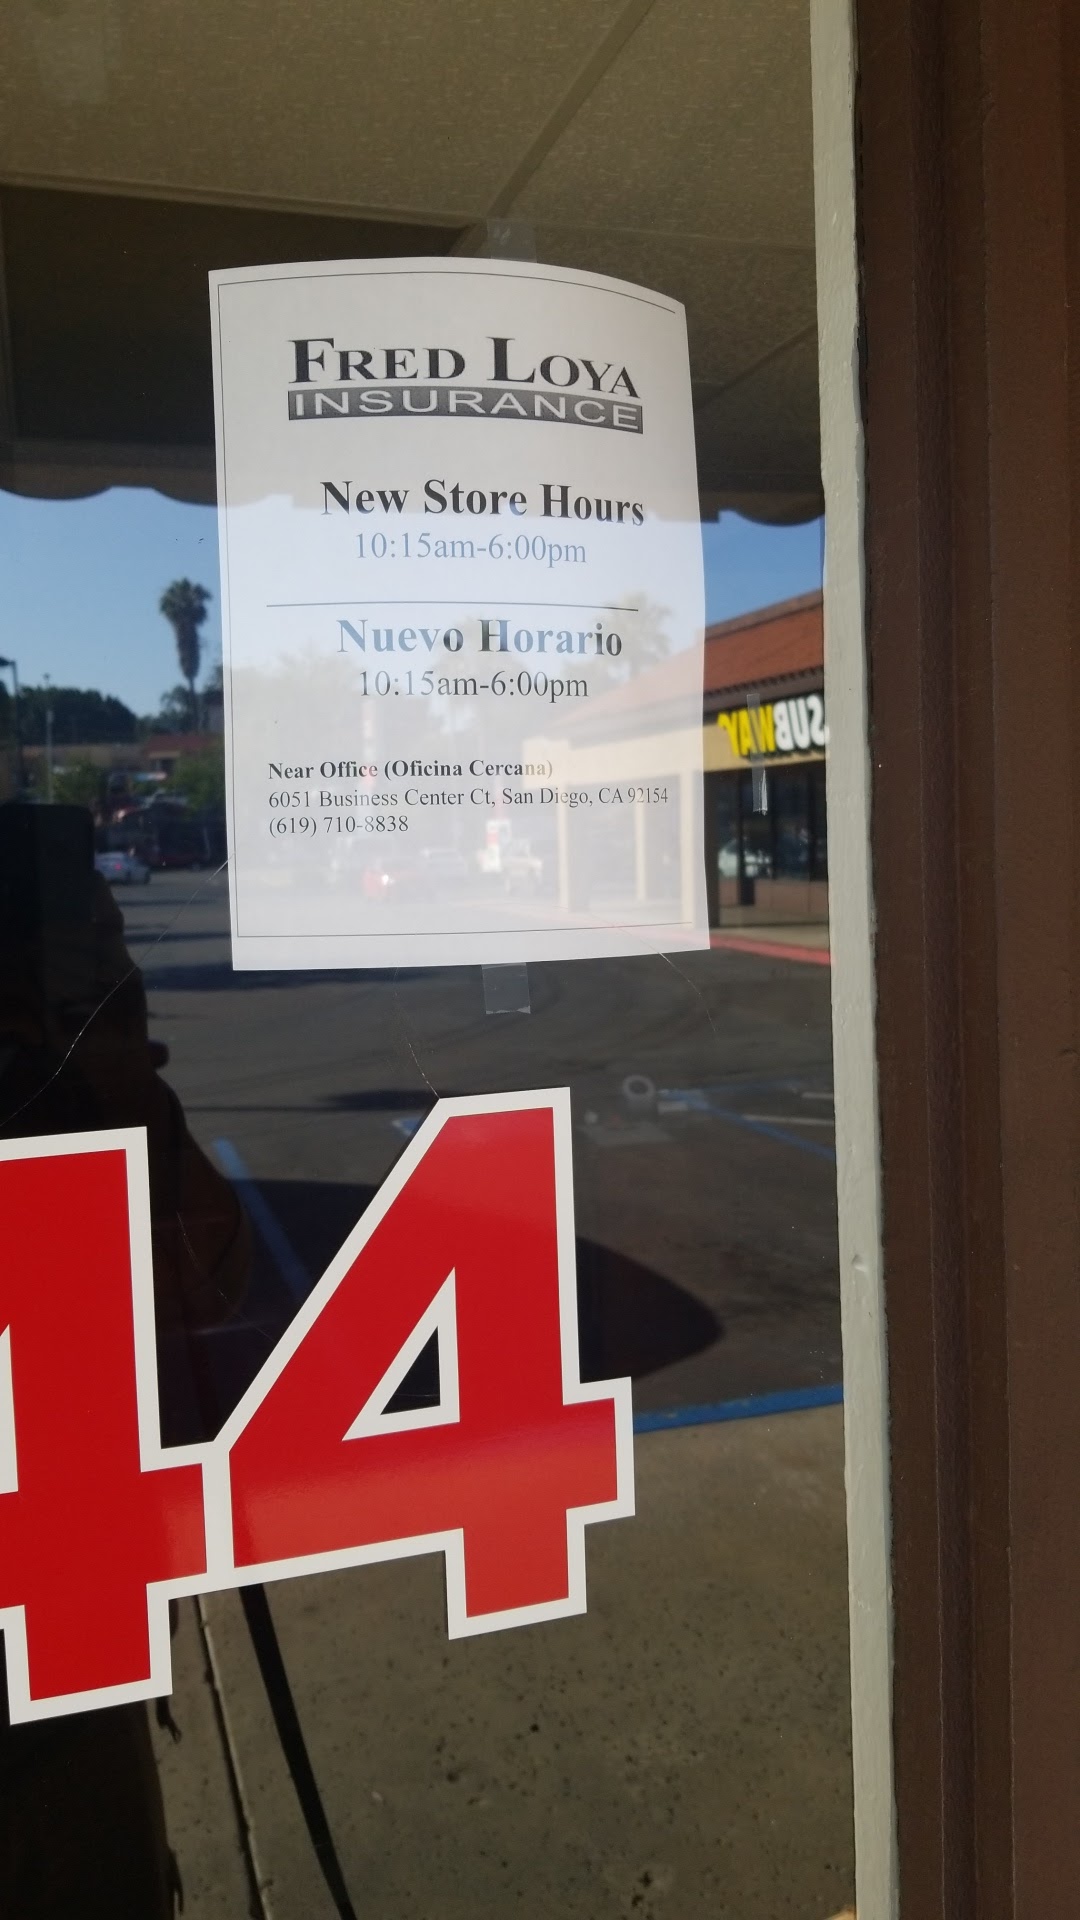 FRED LOYA
INSURANCE
New Store Hours
10:15am-6:00pm
Nuevo Horario
10:15am-6:00pm
Near Office (Oficina Cercana)
6051 Business Center Ct, San Diego, CA 92154
(619) 710-8838
SUBWAY
44